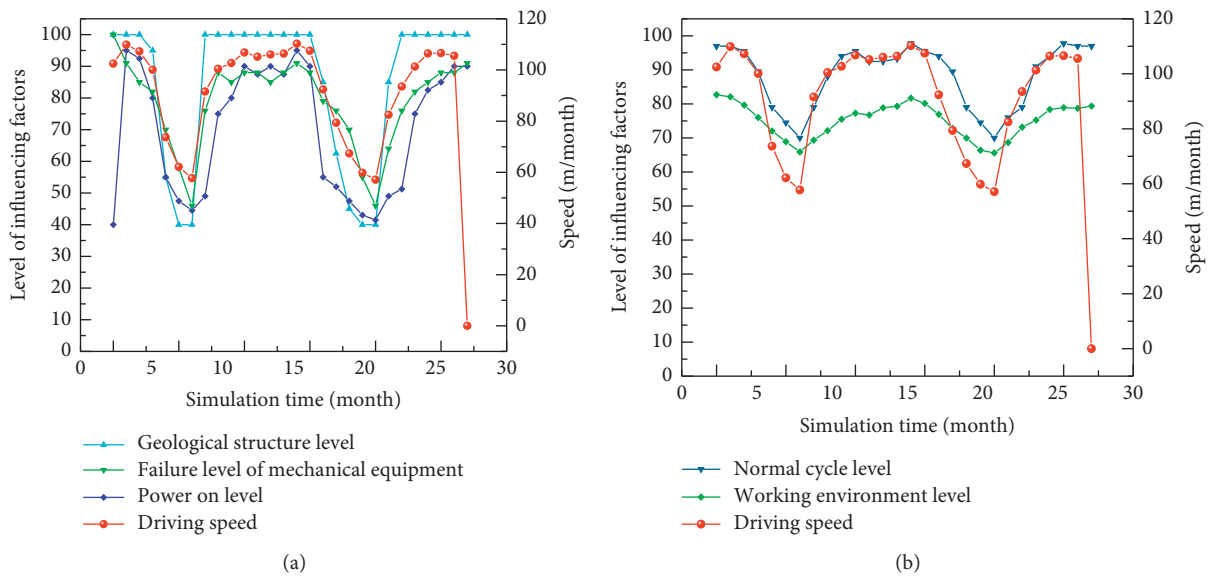 Level of influencing factors
100
90
80
70
60
50
40
30
20
10
0
120
100
80
60
40
20
0
Speed (m/month)
0 5 10 15 20 25 30
Simulation time (month)
Geological structure level
Failure level of mechanical equipment
Power on level
Driving speed
(a)
Level of influencing factors
100
90
80
70
60
50
40
30
20
10
0
120
100
80
60
40
20
0
Speed (m/month)
0 5 10 15 20 25 30
Simulation time (month)
Normal cycle level
Working environment level
Driving speed
(b)